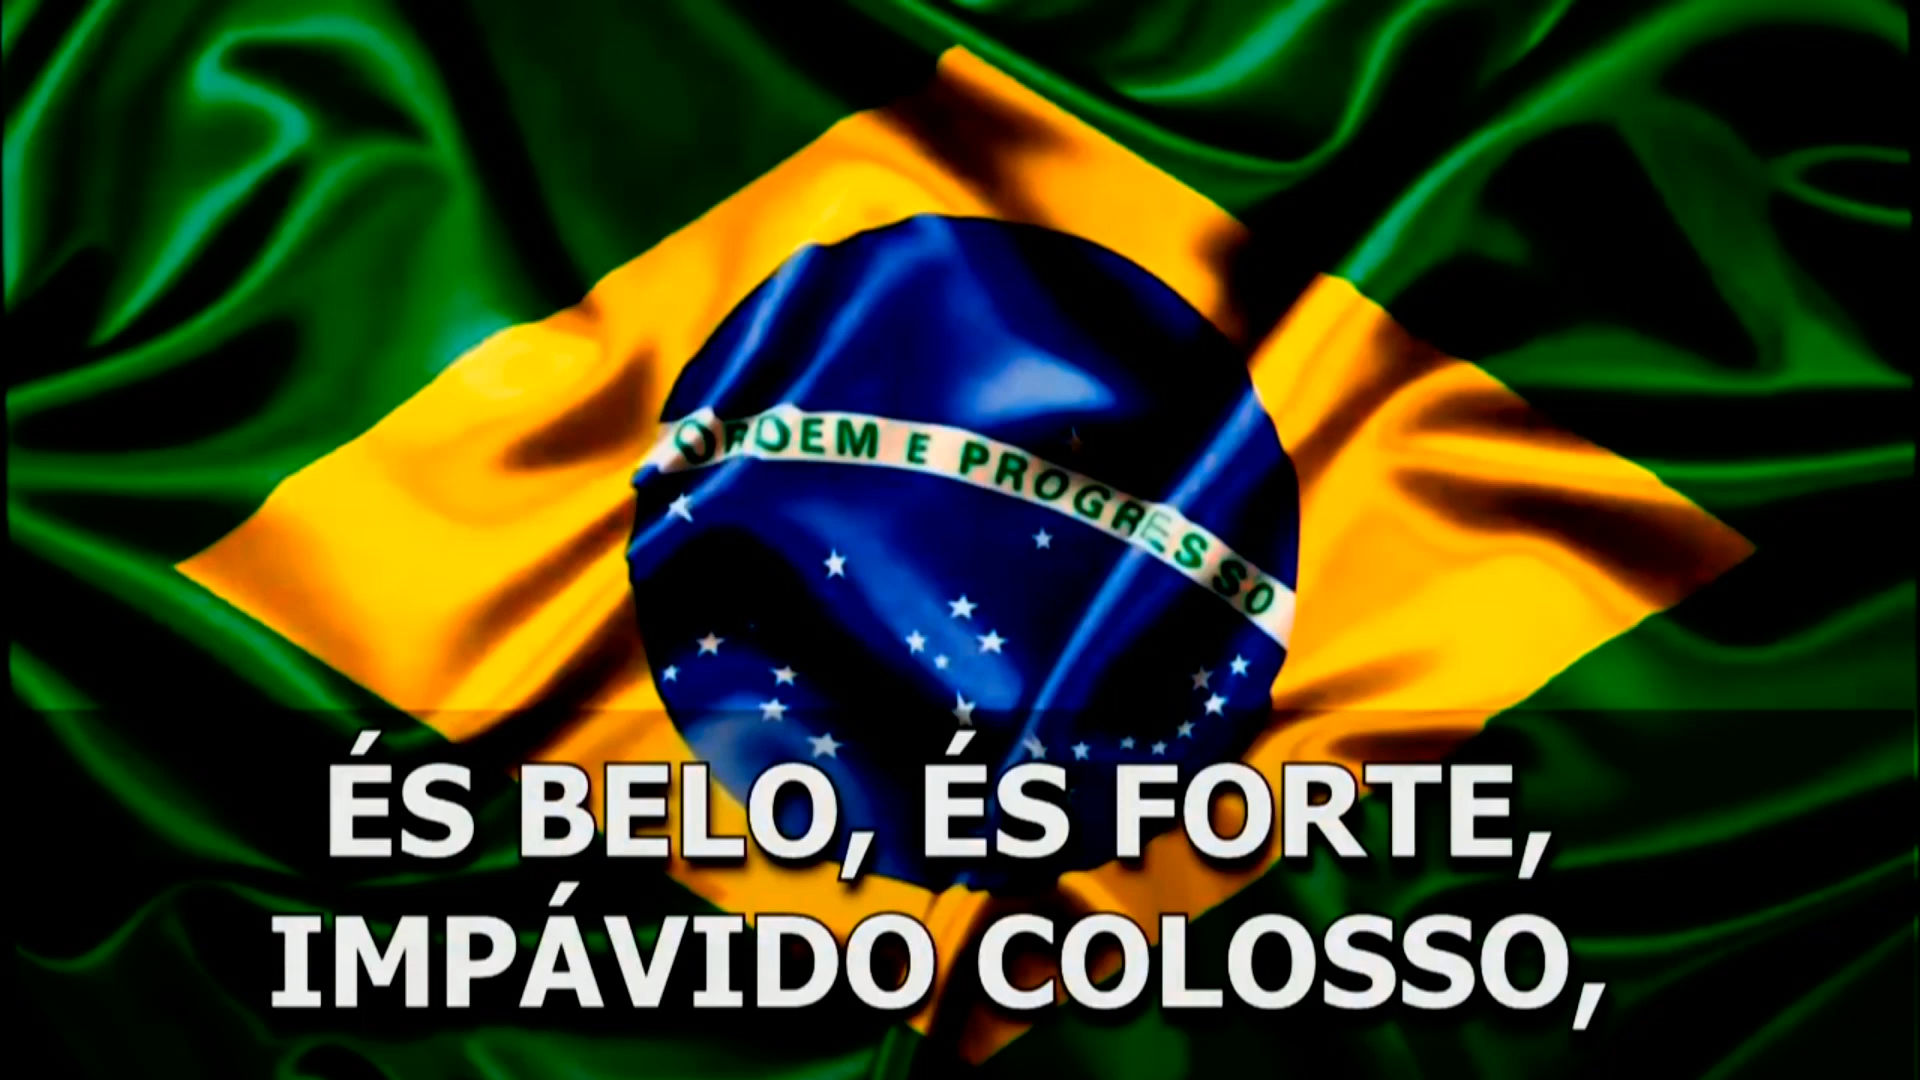 ORDEM E PROGRESSO
ÉS BELO, ÉS FORTE,
IMPÁVIDO COLOSSO,